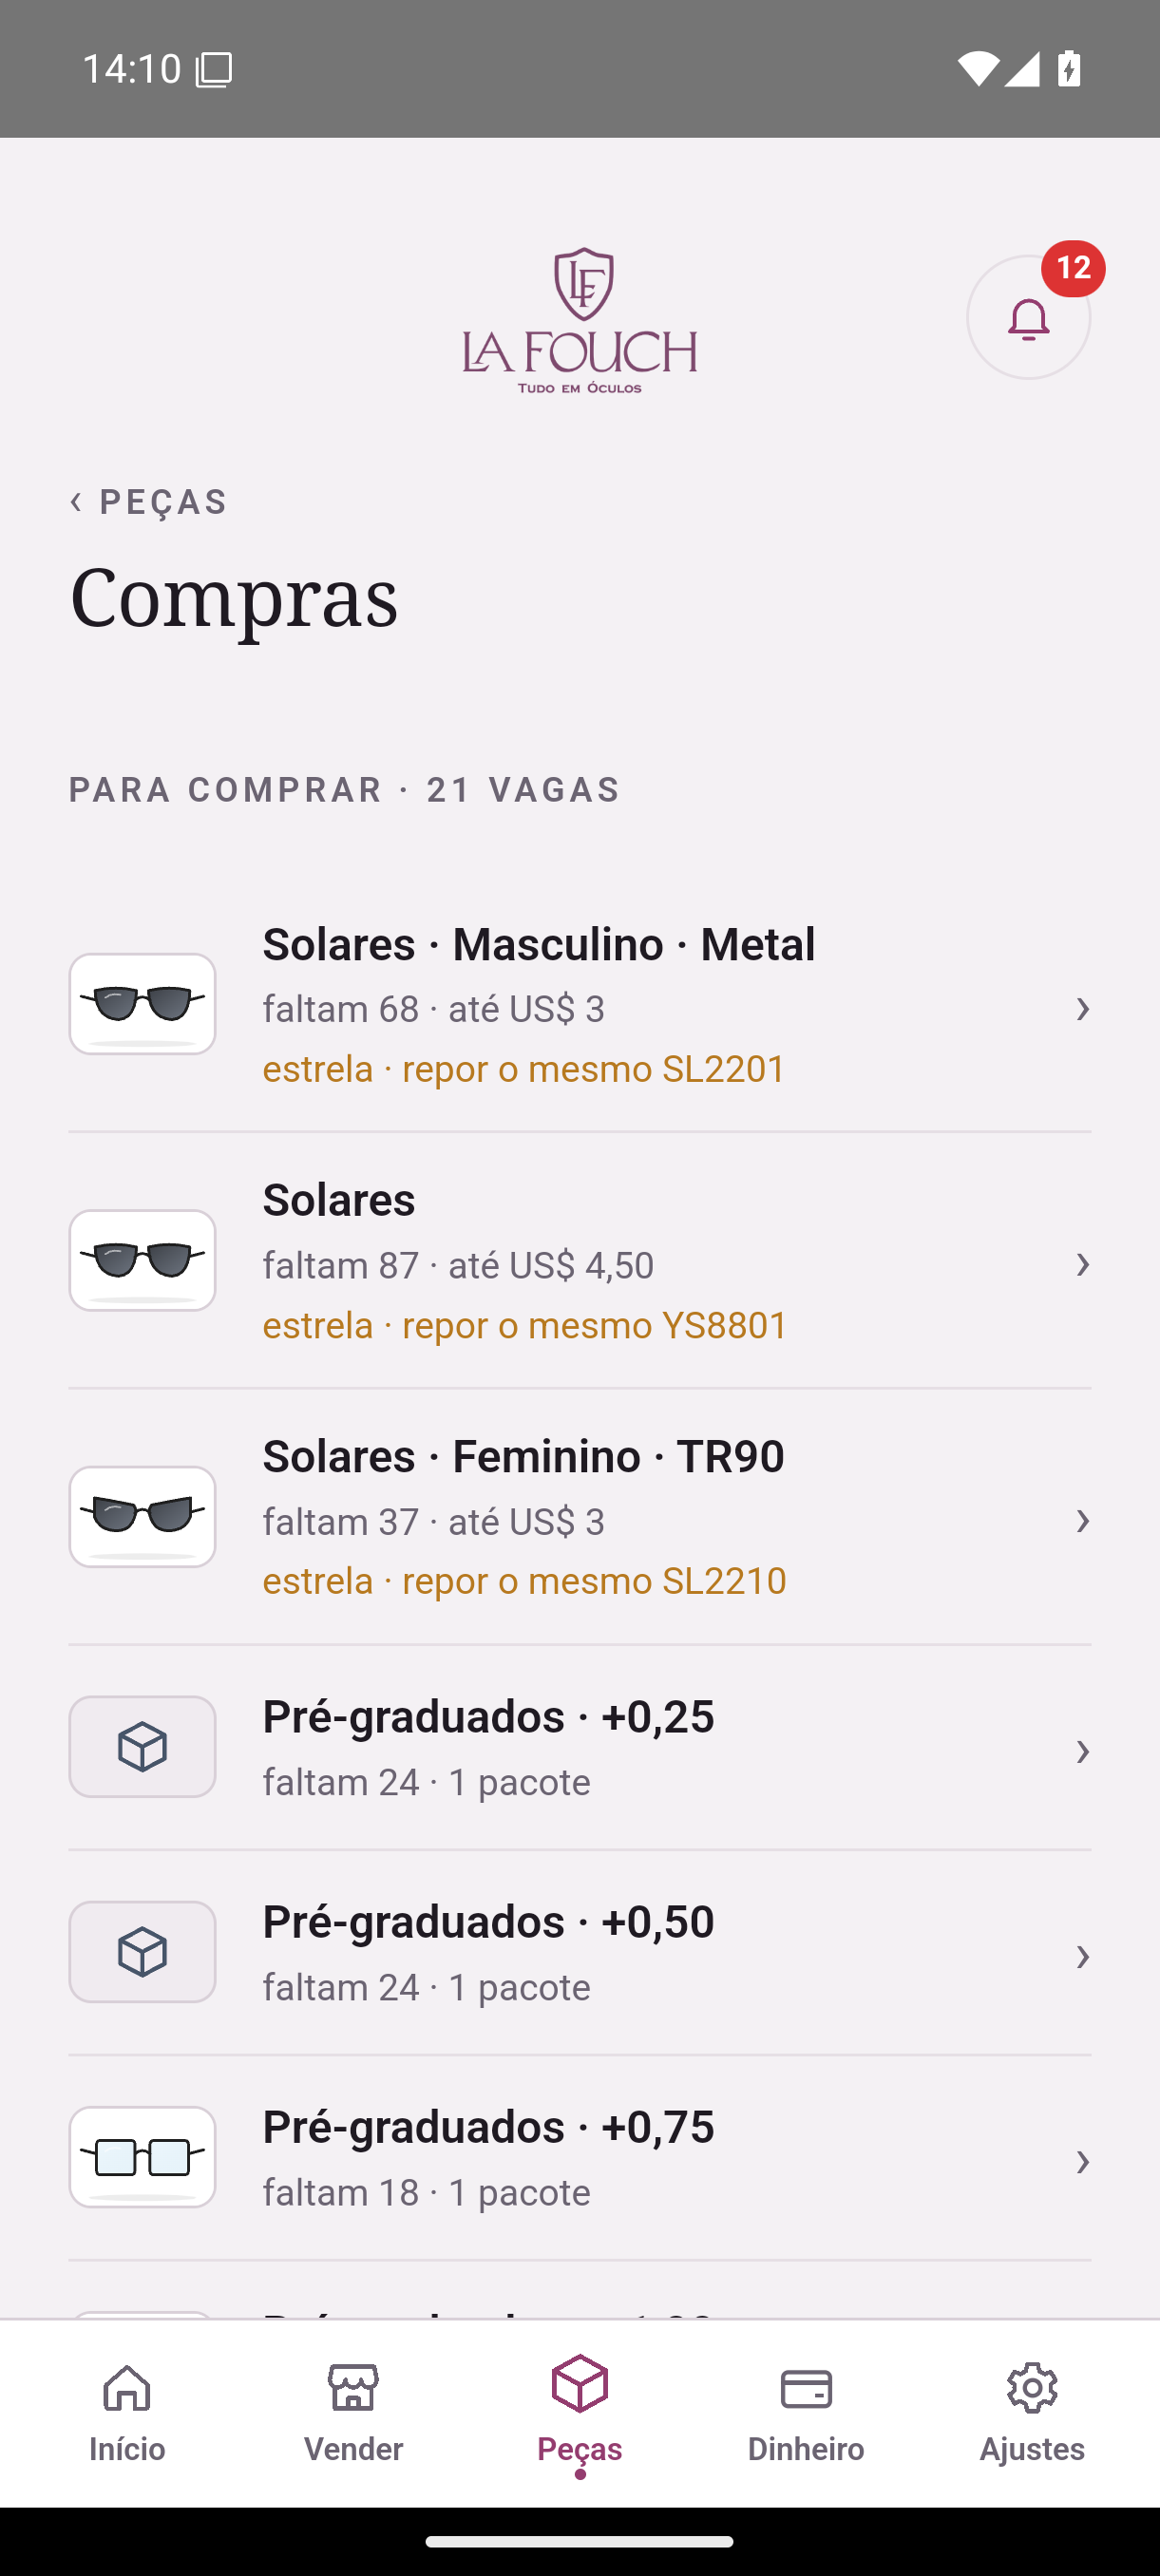 14:10
12
LF
LA FOUCH
TUDO EM ÓCULOS
‹ PEÇAS
Compras
PARA COMPRAR · 21 VAGAS
Solares · Masculino · Metal
faltam 68 · até US$ 3
estrela · repor o mesmo SL2201
Solares
faltam 87 · até US$ 4,50
estrela · repor o mesmo YS8801
Solares · Feminino · TR90
faltam 37 · até US$ 3
estrela · repor o mesmo SL2210
Pré-graduados · +0,25
faltam 24 · 1 pacote
Pré-graduados · +0,50
faltam 24 · 1 pacote
Pré-graduados · +0,75
faltam 18 · 1 pacote
Início
Vender
Peças
Dinheiro
Ajustes